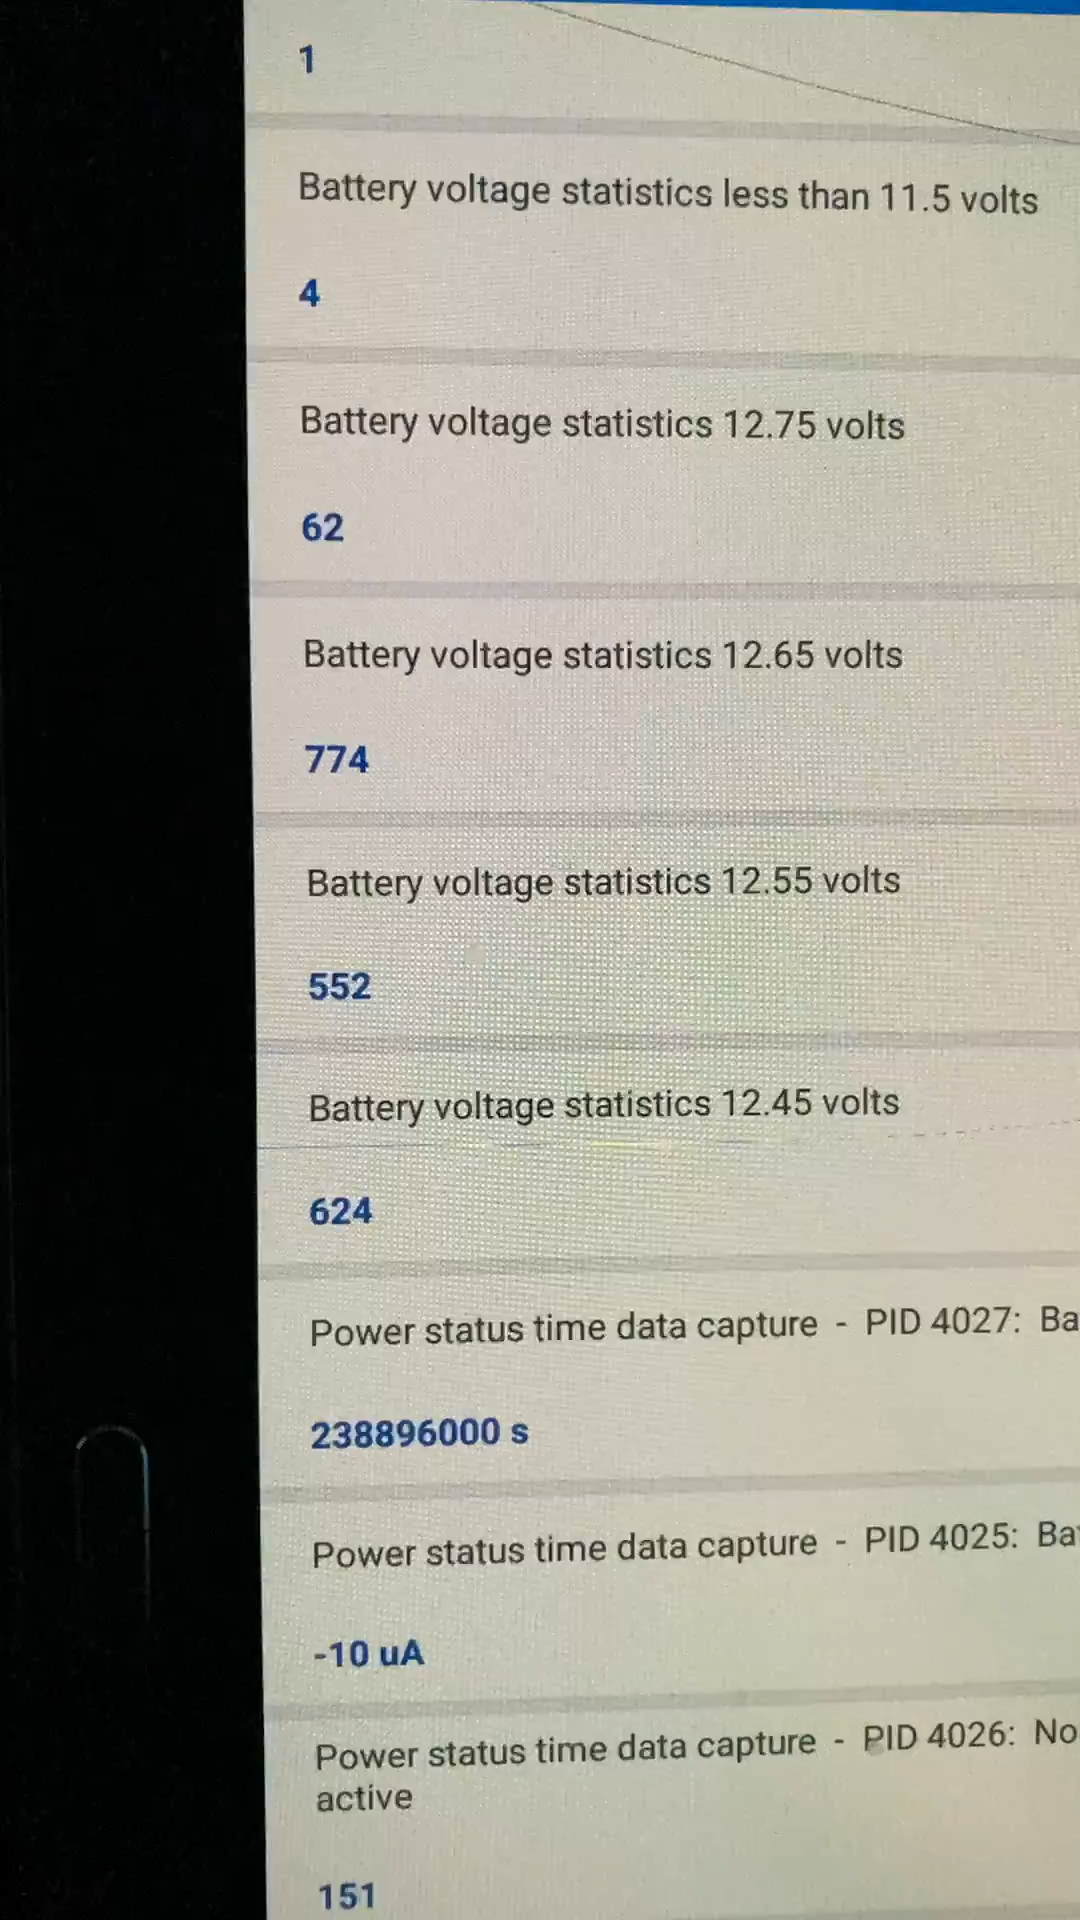 1
Battery voltage statistics less than 11.5 volts
4
Battery voltage statistics 12.75 volts
62
Battery voltage statistics 12.65 volts
774
Battery voltage statistics 12.55 volts
552
Battery voltage statistics 12.45 volts
624
Power status time data capture - PID 4027: Ba
238896000 s
Power status time data capture - PID 4025: Ba
-10 uA
Power status time data capture - PID 4026: No
active
151